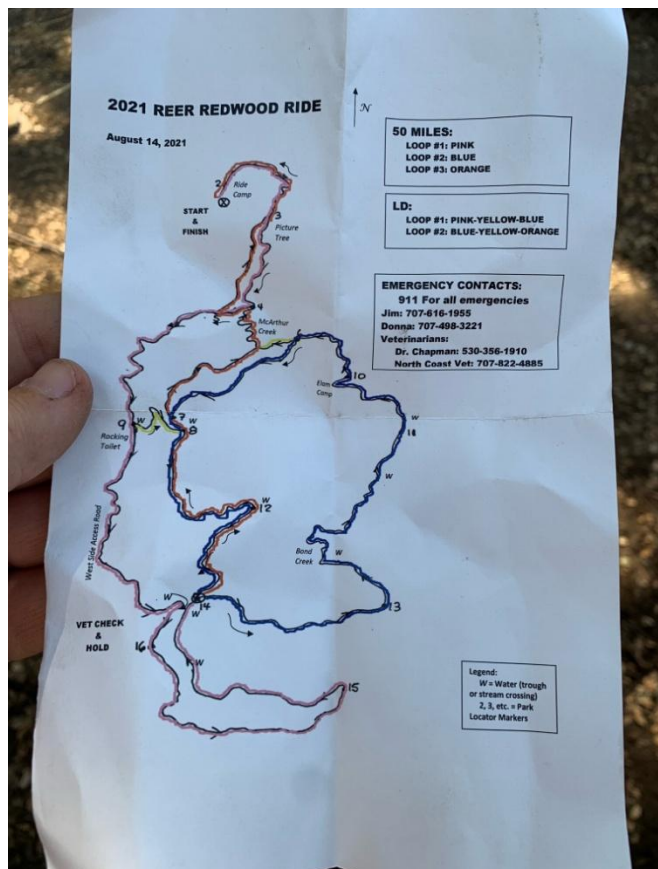 2021 REER REDWOOD RIDE
August 14, 2021
N
50 MILES:
LOOP #1: PINK
LOOP #2: BLUE
LOOP #3: ORANGE
LD:
LOOP #1: PINK-YELLOW-BLUE
LOOP #2: BLUE-YELLOW-ORANGE
EMERGENCY CONTACTS:
911 For all emergencies
Jim: 707-616-1955
Donna: 707-498-3221
Veterinarians:
Dr. Chapman: 530-356-1910
North Coast Vet: 707-822-4885
2
Ride
Camp
START
&
FINISH
3
Picture
Tree
4
McArthur
Creek
10
Elam
Camp
9
W
Rocking
Toilet
7
W
8
W
11
W
W
12
West Side Access Road
Bond
Creek
W
13
W
W
14
VET CHECK
&
HOLD
16
W
15
Legend:
W = Water (trough
or stream crossing)
2, 3, etc. = Park
Locator Markers